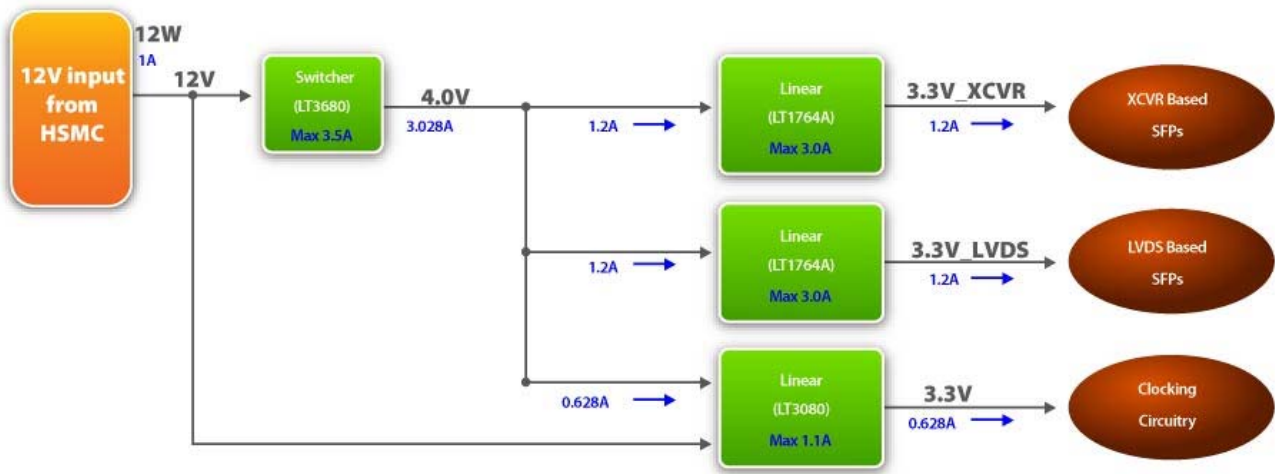 12V input
from
HSMC
12W
1A
12V
Switcher
(LT3680)
Max 3.5A
4.0V
3.028A
1.2A
Linear
(LT1764A)
Max 3.0A
3.3V_XCVR
1.2A
XCVR Based
SFPs
1.2A
Linear
(LT1764A)
Max 3.0A
3.3V_LVDS
1.2A
LVDS Based
SFPs
0.628A
Linear
(LT3080)
Max 1.1A
3.3V
0.628A
Clocking
Circuitry